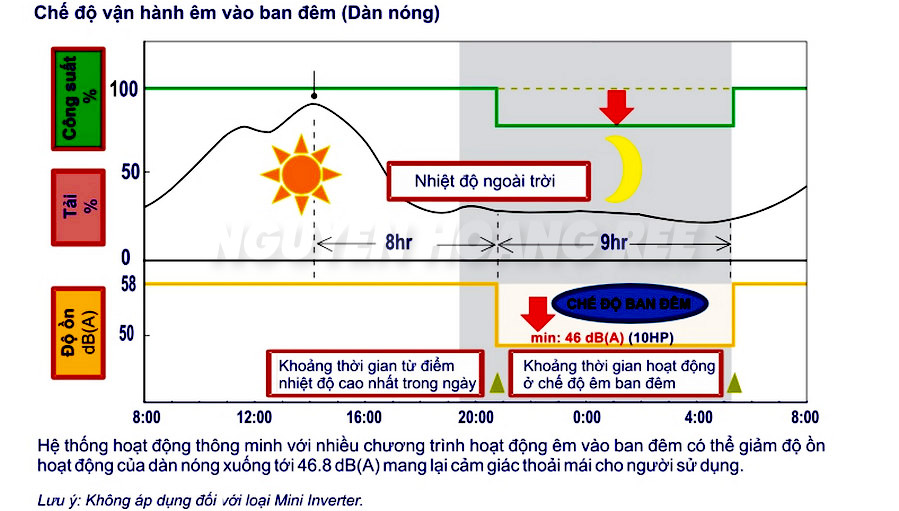 Chế độ vận hành êm vào ban đêm (Dàn nóng)
Công suất
%
100
50
0
Tải
%
Nhiệt độ ngoài trời
NGUYEN HOANG REE
8hr
9hr
58
50
Độ ồn
dB(A)
CHẾ ĐỘ BAN ĐÊM
min: 46 dB(A) (10HP)
Khoảng thời gian từ điểm
nhiệt độ cao nhất trong ngày
Khoảng thời gian hoạt động
ở chế độ êm ban đêm
8:00 12:00 16:00 20:00 0:00 4:00 8:00
Hệ thống hoạt động thông minh với nhiều chương trình hoạt động êm vào ban đêm có thể giảm độ ồn
hoạt động của dàn nóng xuống tới 46.8 dB(A) mang lại cảm giác thoải mái cho người sử dụng.
Lưu ý: Không áp dụng đối với loại Mini Inverter.